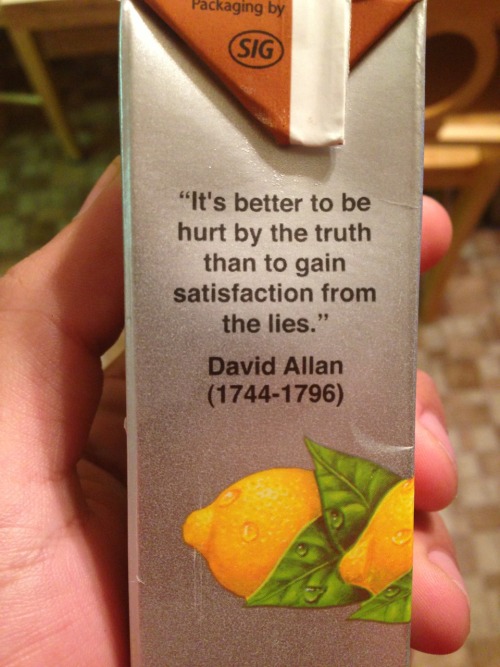 Packaging by
SIG
“It's better to be
hurt by the truth
than to gain
satisfaction from
the lies.”
David Allan
(1744-1796)